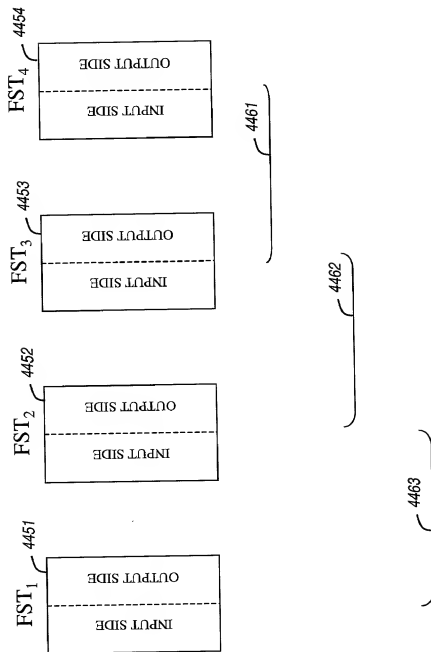 FST1
4451
INPUT SIDE
OUTPUT SIDE
FST2
4452
INPUT SIDE
OUTPUT SIDE
FST3
4453
INPUT SIDE
OUTPUT SIDE
FST4
4454
INPUT SIDE
OUTPUT SIDE
4461
4462
4463